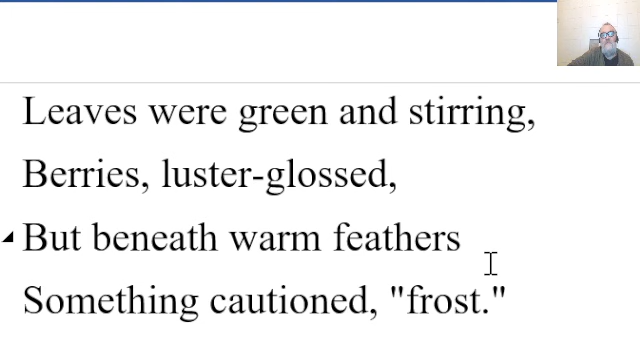 Leaves were green and stirring,
Berries, luster-glossed,
But beneath warm feathers
Something cautioned, "frost."